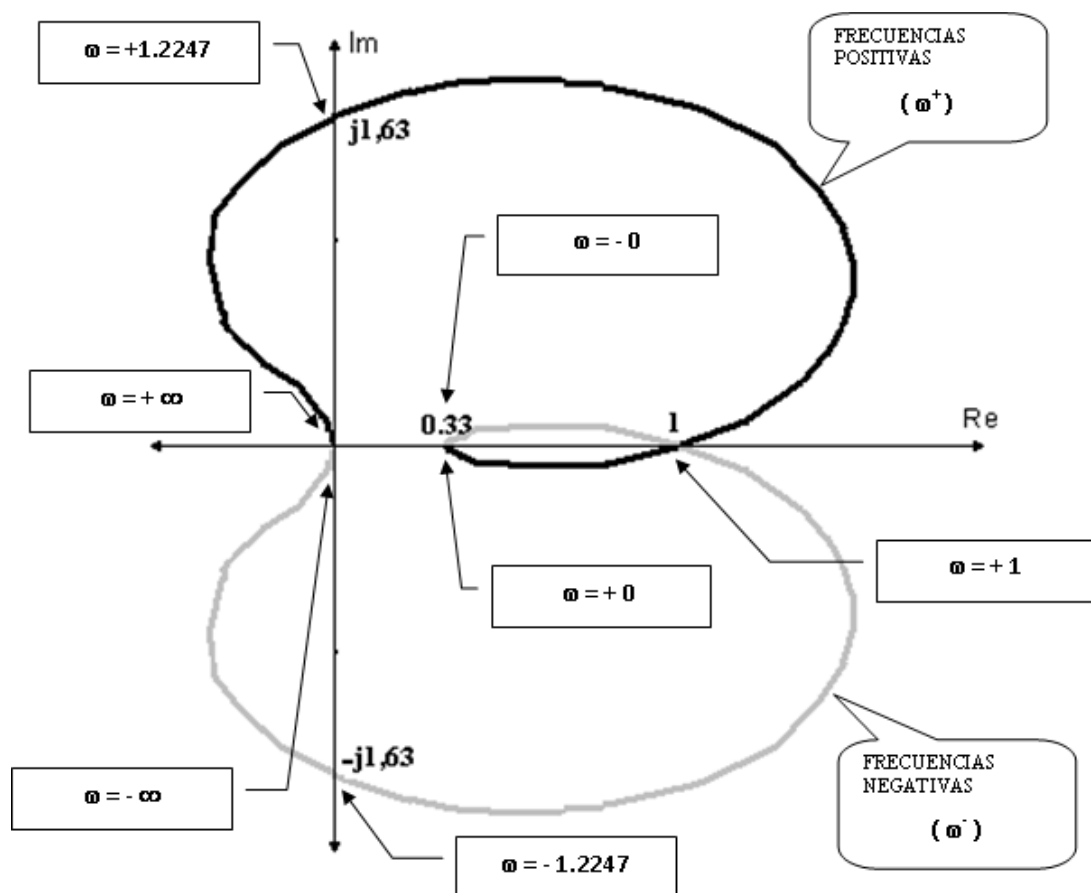 ω = +1.2247
Im
FRECUENCIAS
POSITIVAS
( ω⁺)
j1,63
ω = - 0
ω = + ∞
0.33
1
Re
ω = + 0
ω = + 1
-j1,63
ω = - ∞
FRECUENCIAS
NEGATIVAS
( ω⁻)
ω = - 1.2247